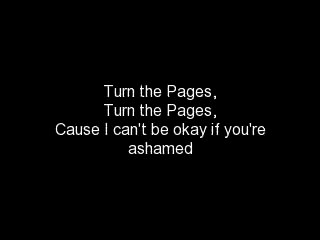 Turn the Pages,
Turn the Pages,
Cause I can't be okay if you're
ashamed